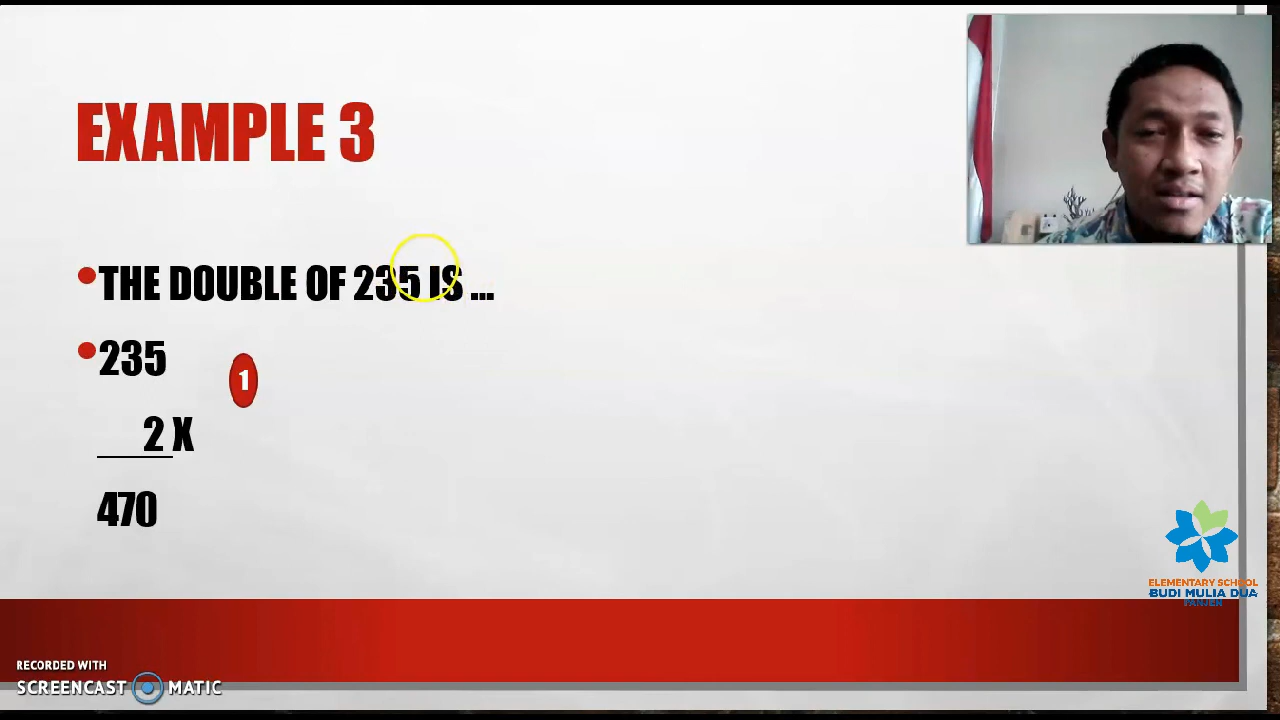 EXAMPLE 3
THE DOUBLE OF 235 IS ...
235
1
2 X
470
ELEMENTARY SCHOOL
BUDI MULIA DUA
PANJEN
RECORDED WITH
SCREENCAST MATIC